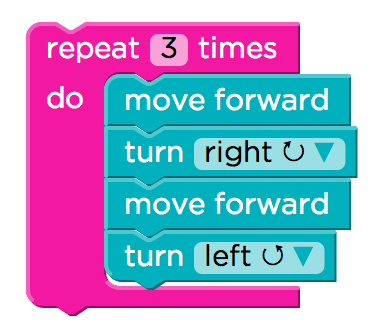 repeat 3 times
do move forward
turn right ↻ ▼
move forward
turn left ↺ ▼